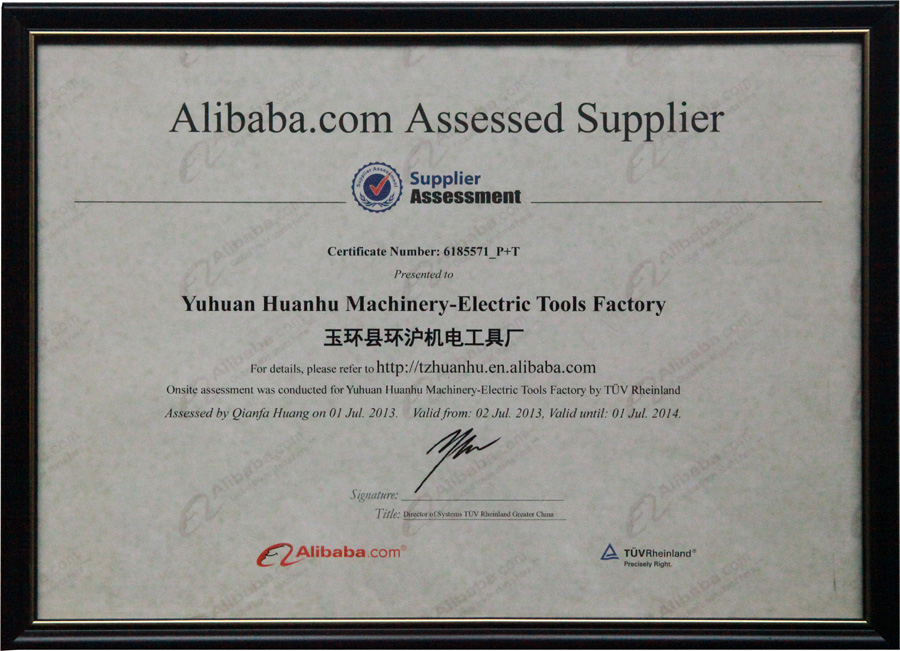 Alibaba.com Assessed Supplier
Supplier Assessment
Supplier
Assessment
Certificate Number: 6185571_P+T
Presented to
Yuhuan Huanhu Machinery-Electric Tools Factory
玉环县环沪机电工具厂
For details, please refer to http://tzhuanhu.en.alibaba.com
Onsite assessment was conducted for Yuhuan Huanhu Machinery-Electric Tools Factory by TÜV Rheinland
Assessed by Qianfa Huang on 01 Jul. 2013. Valid from: 02 Jul. 2013, Valid until: 01 Jul. 2014.
Signature:
Title: Director of Systems TÜV Rheinland Greater China
Alibaba.com®
TÜVRheinland®
Precisely Right.